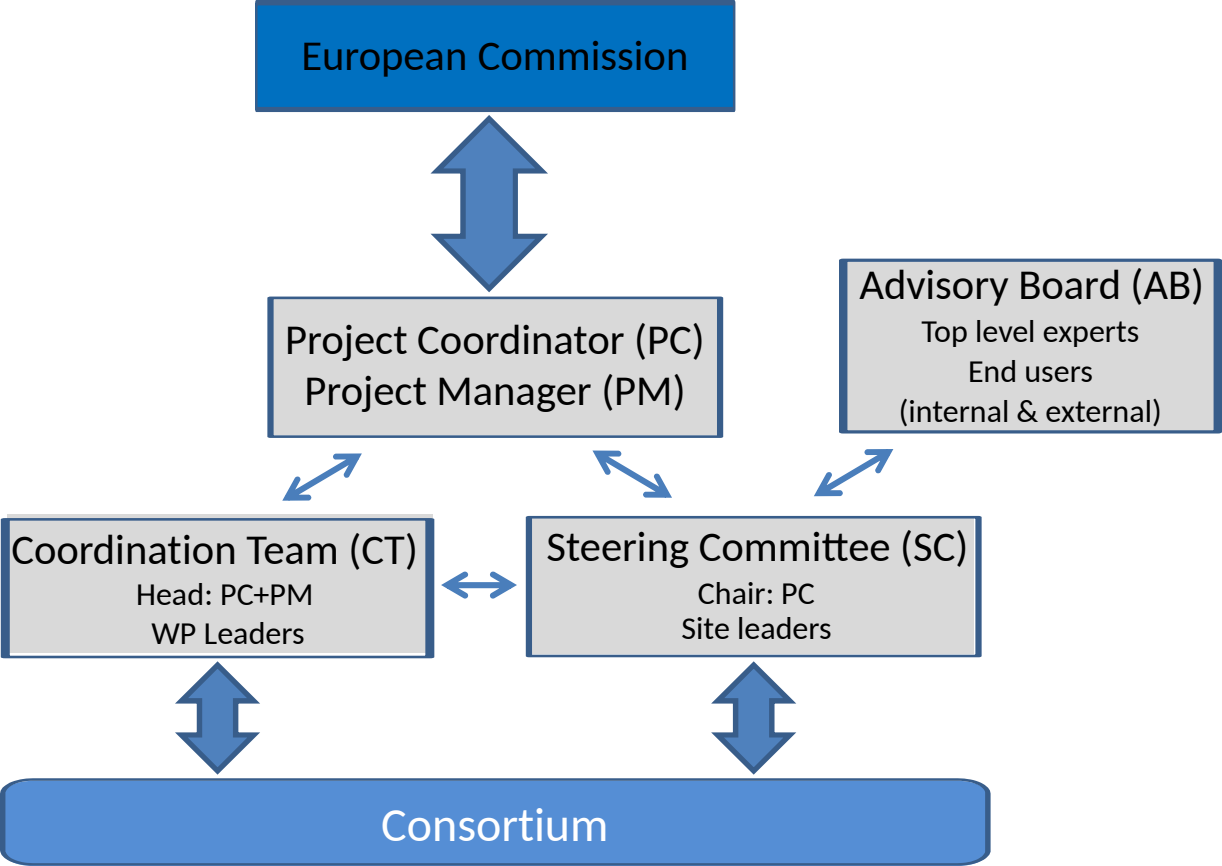 European Commission
Project Coordinator (PC)
Project Manager (PM)
Advisory Board (AB)
Top level experts
End users
(internal & external)
Coordination Team (CT)
Head: PC+PM
WP Leaders
Steering Committee (SC)
Chair: PC
Site leaders
Consortium